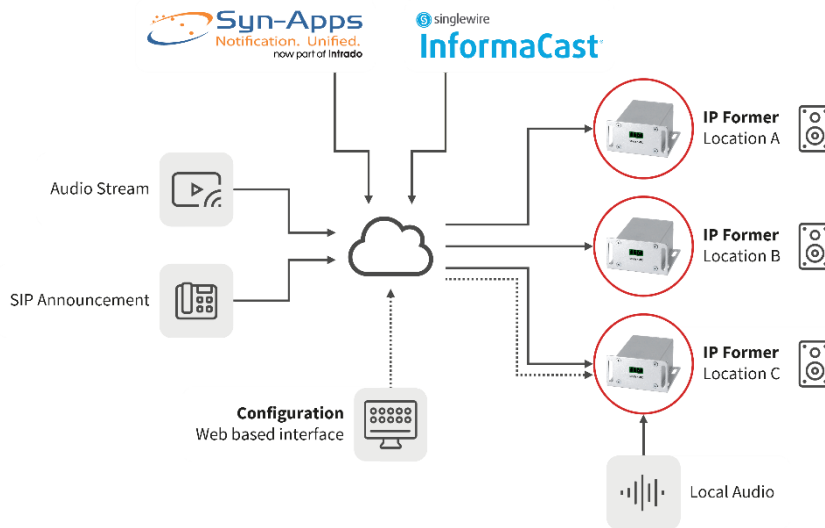 Syn-Apps
Notification. Unified.
now part of Intrado
singlewire
InformaCast
IP Former
Location A
Audio Stream
IP Former
Location B
SIP Announcement
IP Former
Location C
Configuration
Web based interface
Local Audio